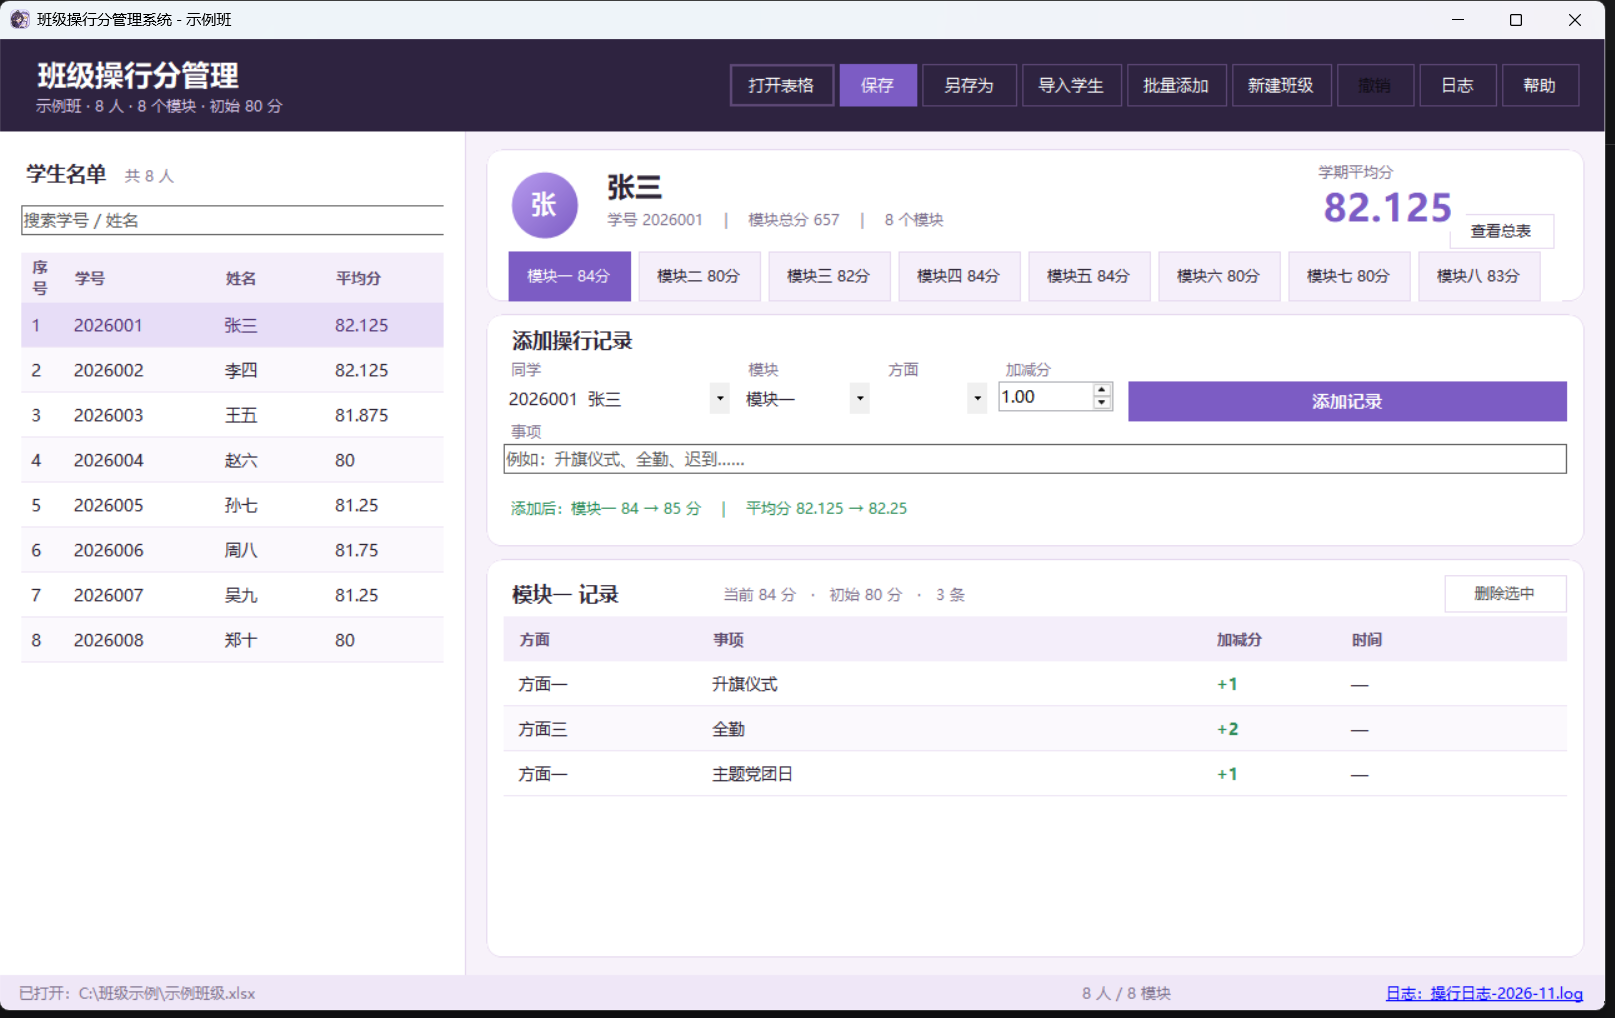 班级操行分管理系统 - 示例班
班级操行分管理
示例班 · 8 人 · 8 个模块 · 初始 80 分
打开表格 保存 另存为 导入学生 批量添加 新建班级 撤销 日志 帮助
学生名单 共 8 人
搜索学号 / 姓名
序号 学号 姓名 平均分
1 2026001 张三 82.125
2 2026002 李四 82.125
3 2026003 王五 81.875
4 2026004 赵六 80
5 2026005 孙七 81.25
6 2026006 周八 81.75
7 2026007 吴九 81.25
8 2026008 郑十 80
张
张三
学号 2026001 | 模块总分 657 | 8 个模块
学期平均分
82.125
查看总表
模块一 84分 模块二 80分 模块三 82分 模块四 84分 模块五 84分 模块六 80分 模块七 80分 模块八 83分
添加操行记录
同学 模块 方面 加减分
2026001 张三 模块一 1.00 添加记录
事项
例如：升旗仪式、全勤、迟到……
添加后：模块一 84 → 85 分 | 平均分 82.125 → 82.25
模块一 记录 当前 84 分 · 初始 80 分 · 3 条 删除选中
方面 事项 加减分 时间
方面一 升旗仪式 +1 —
方面三 全勤 +2 —
方面一 主题党团日 +1 —
已打开：C:\班级示例\示例班级.xlsx 8 人 / 8 模块 日志：操行日志-2026-11.log